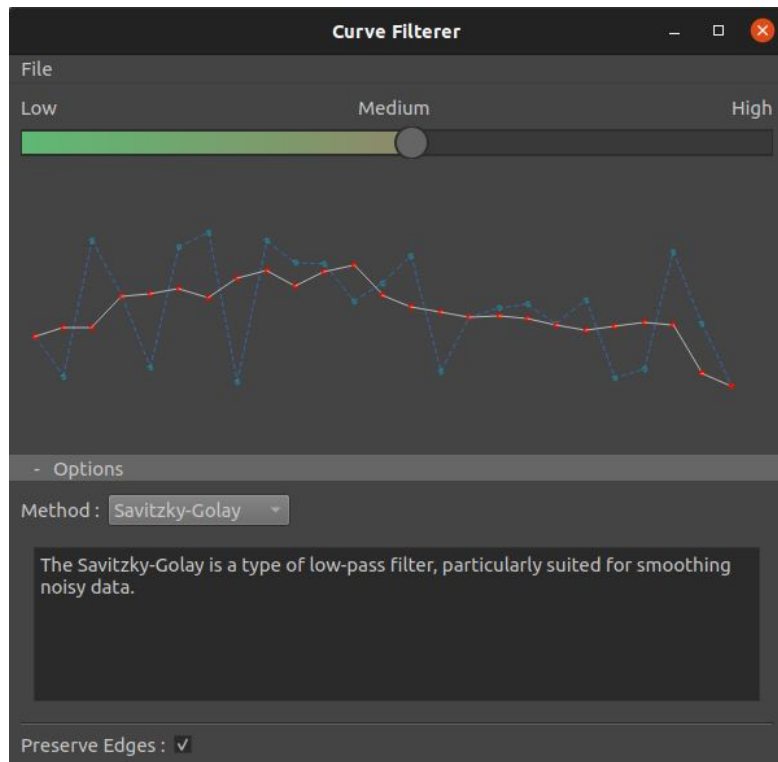 Curve Filterer
File
Low Medium High
- Options
Method : Savitzky-Golay
The Savitzky-Golay is a type of low-pass filter, particularly suited for smoothing
noisy data.
Preserve Edges :